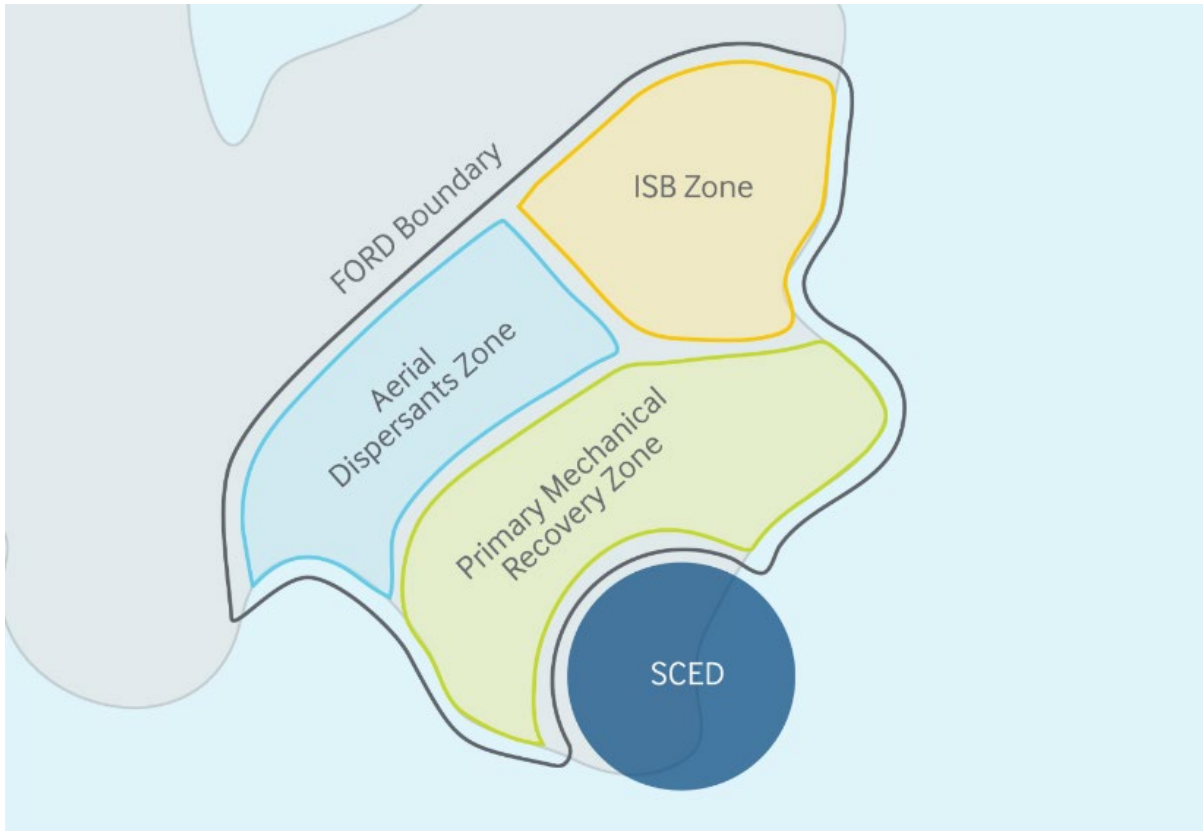 ISB Zone
FORD Boundary
Aerial
Dispersants Zone
Primary Mechanical
Recovery Zone
SCED